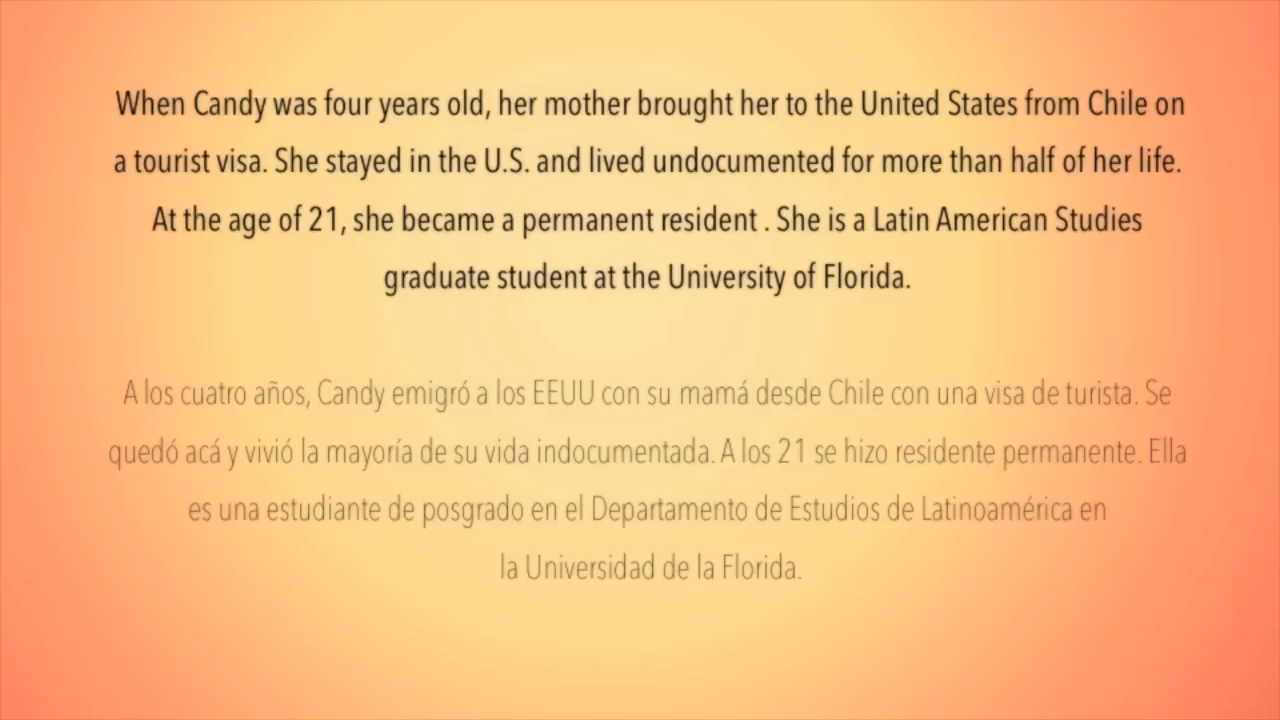 When Candy was four years old, her mother brought her to the United States from Chile on
a tourist visa. She stayed in the U.S. and lived undocumented for more than half of her life.
At the age of 21, she became a permanent resident . She is a Latin American Studies
graduate student at the University of Florida.
A los cuatro años, Candy emigró a los EEUU con su mamá desde Chile con una visa de turista. Se
quedó acá y vivió la mayoría de su vida indocumentada. A los 21 se hizo residente permanente. Ella
es una estudiante de posgrado en el Departamento de Estudios de Latinoamérica en
la Universidad de la Florida.